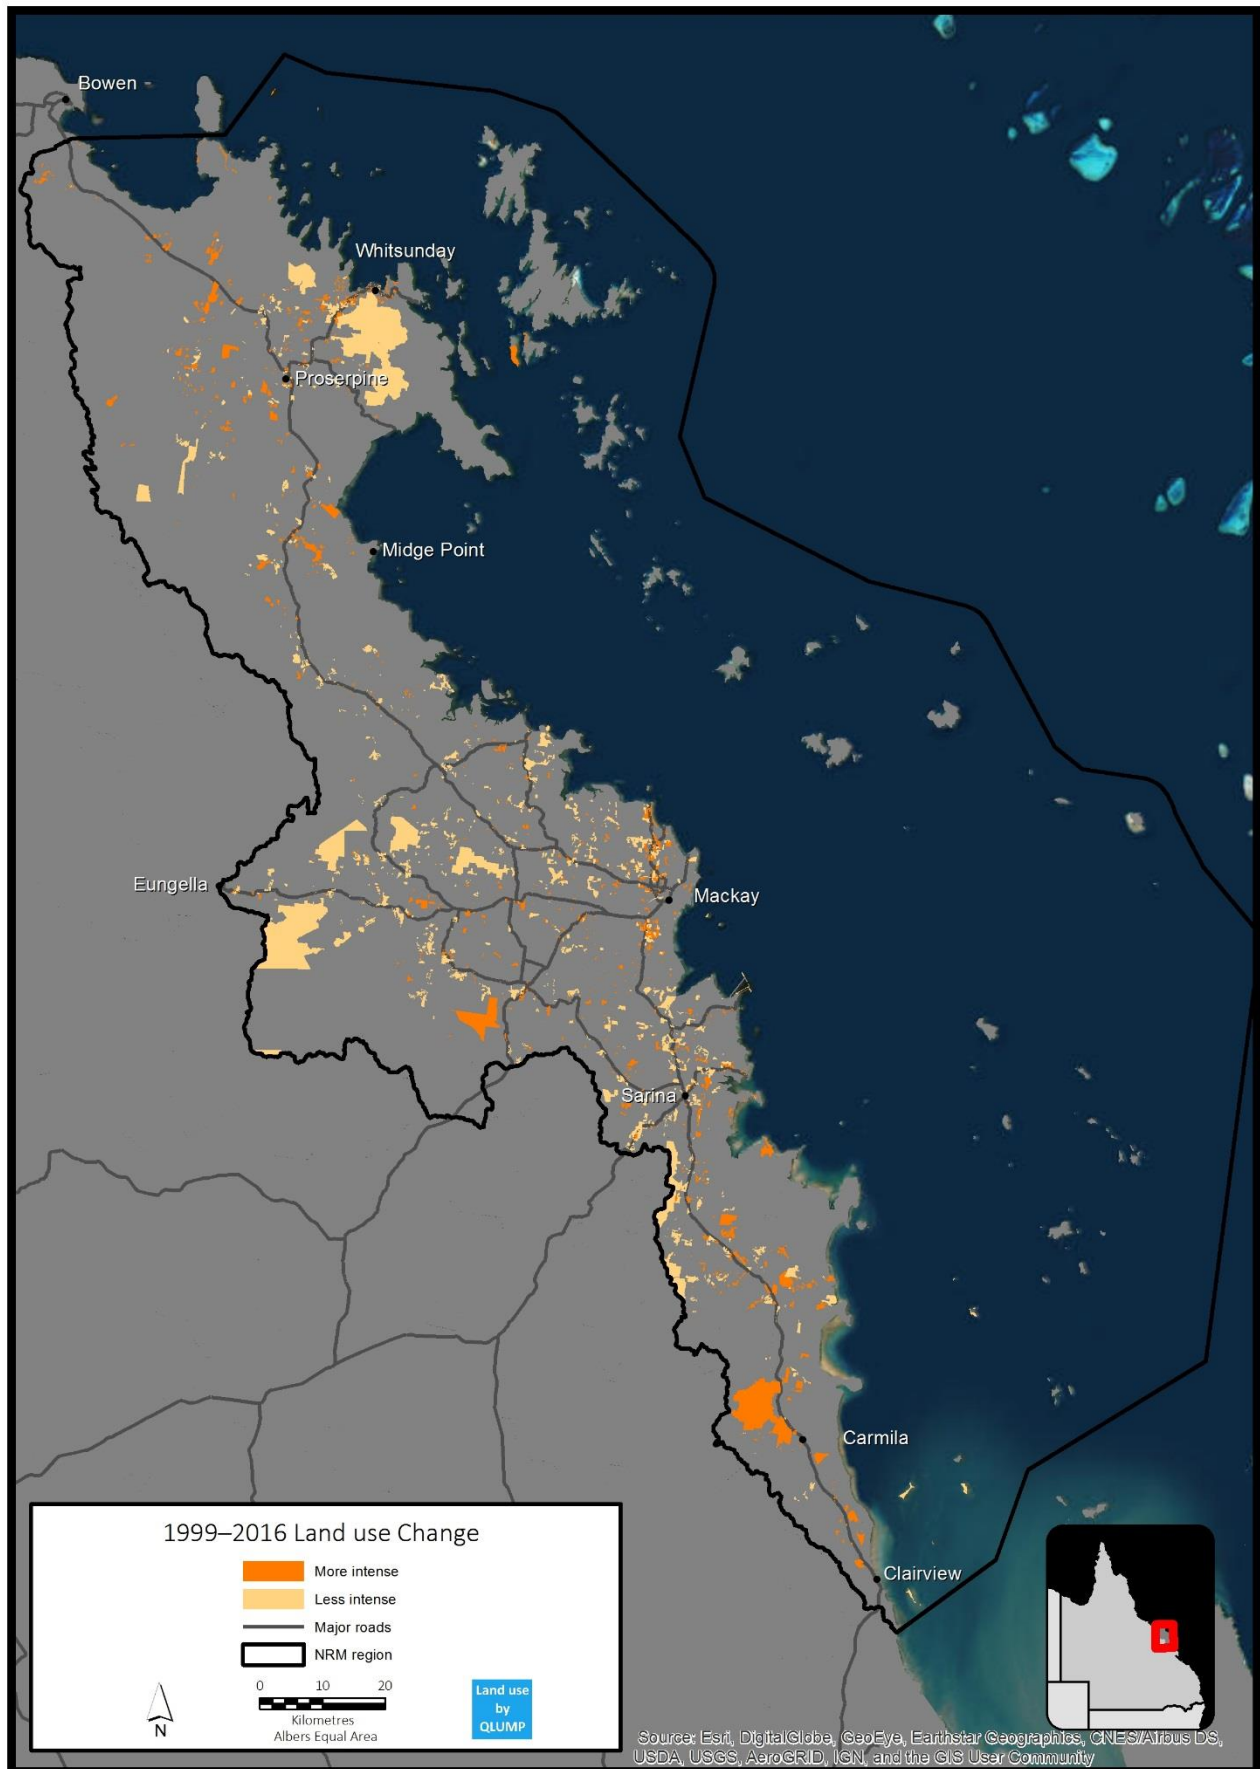 Bowen
Whitsunday
Proserpine
Midge Point
Eungella
Mackay
Sarina
Carmila
Clairview
1999–2016 Land use Change
More intense
Less intense
Major roads
NRM region
0 10 20
Kilometres
Albers Equal Area
N
Land use
by
QLUMP
Source: Esri, DigitalGlobe, GeoEye, Earthstar Geographics, CNES/Airbus DS,
USDA, USGS, AeroGRID, IGN, and the GIS User Community